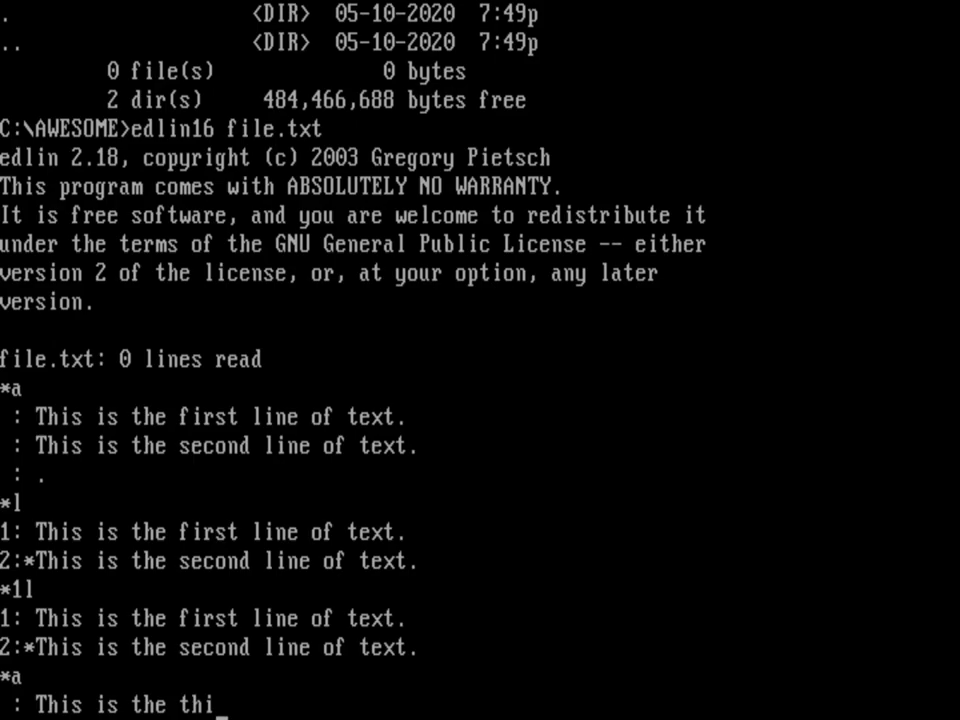 . <DIR> 05-10-2020 7:49p
.. <DIR> 05-10-2020 7:49p
0 file(s) 0 bytes
2 dir(s) 484,466,688 bytes free
C:\AWESOME>edlin16 file.txt
edlin 2.18, copyright (c) 2003 Gregory Pietsch
This program comes with ABSOLUTELY NO WARRANTY.
It is free software, and you are welcome to redistribute it
under the terms of the GNU General Public License -- either
version 2 of the license, or, at your option, any later
version.
file.txt: 0 lines read
*a
: This is the first line of text.
: This is the second line of text.
: .
*l
1: This is the first line of text.
2:*This is the second line of text.
*1l
1: This is the first line of text.
2:*This is the second line of text.
*a
: This is the thi_